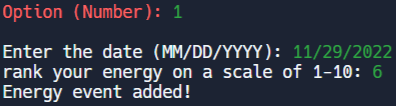 Option (Number): 1
Enter the date (MM/DD/YYYY): 11/29/2022
rank your energy on a scale of 1-10: 6
Energy event added!